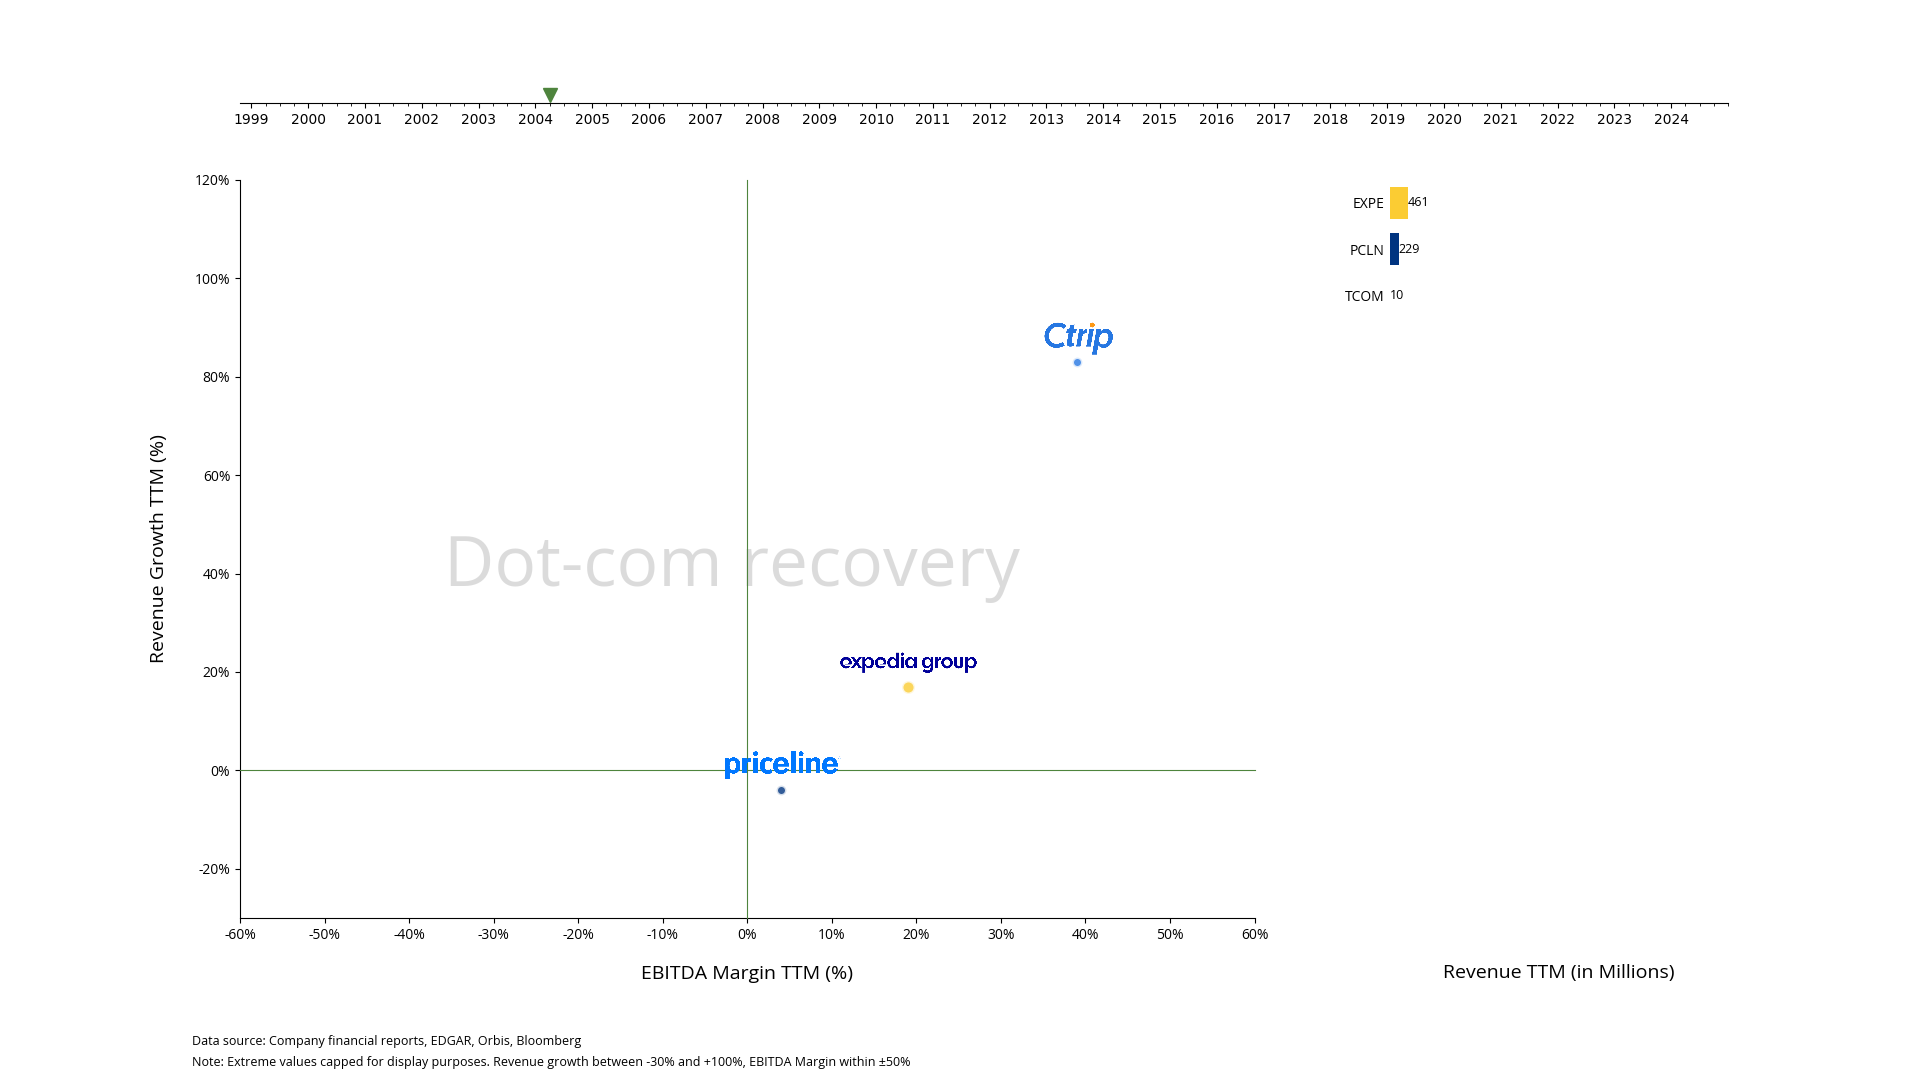 1999 2000 2001 2002 2003 2004 2005 2006 2007 2008 2009 2010 2011 2012 2013 2014 2015 2016 2017 2018 2019 2020 2021 2022 2023 2024
120%
100%
80%
60%
40%
20%
0%
-20%
Revenue Growth TTM (%)
Dot-com recovery
Ctrip
expedia group
priceline
-60% -50% -40% -30% -20% -10% 0% 10% 20% 30% 40% 50% 60%
EBITDA Margin TTM (%)
EXPE 461
PCLN 229
TCOM 10
Revenue TTM (in Millions)
Data source: Company financial reports, EDGAR, Orbis, Bloomberg
Note: Extreme values capped for display purposes. Revenue growth between -30% and +100%, EBITDA Margin within ±50%